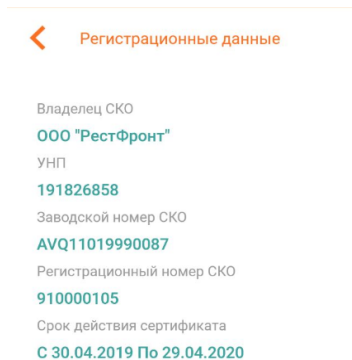 Регистрационные данные
Владелец СКО
ООО "РестФронт"
УНП
191826858
Заводской номер СКО
AVQ11019990087
Регистрационный номер СКО
910000105
Срок действия сертификата
С 30.04.2019 По 29.04.2020